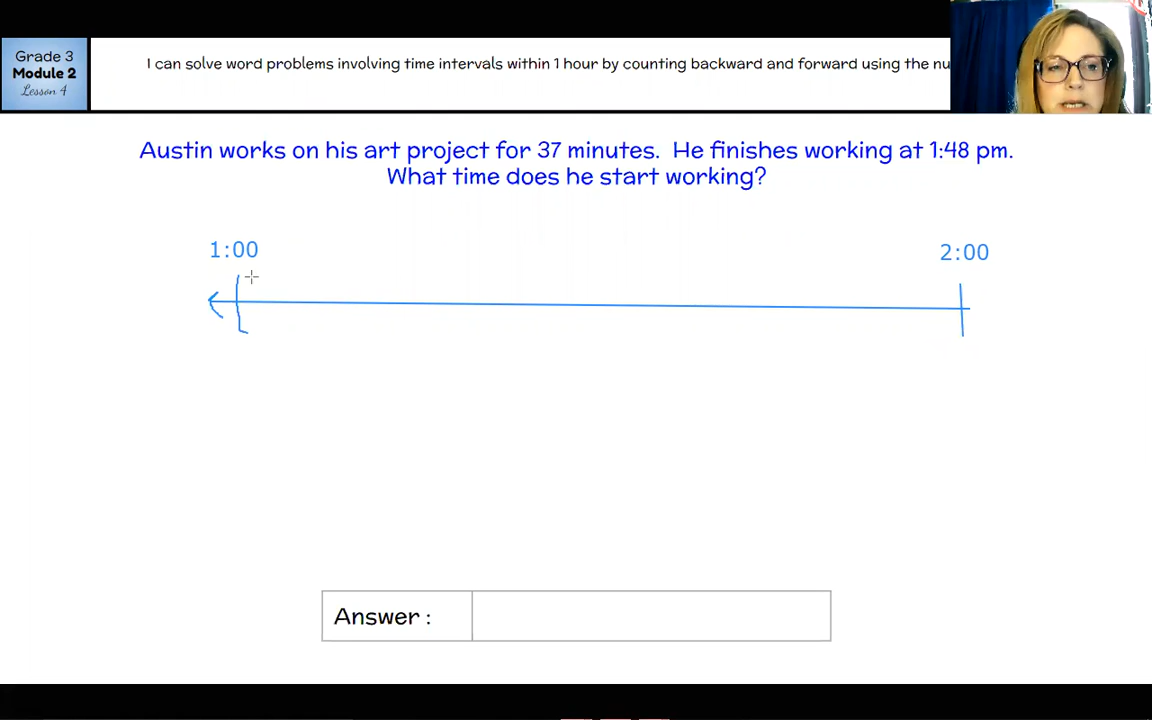 Grade 3
Module 2
Lesson 4
I can solve word problems involving time intervals within 1 hour by counting backward and forward using the nu
Austin works on his art project for 37 minutes. He finishes working at 1:48 pm.
What time does he start working?
1:00
2:00
Answer :